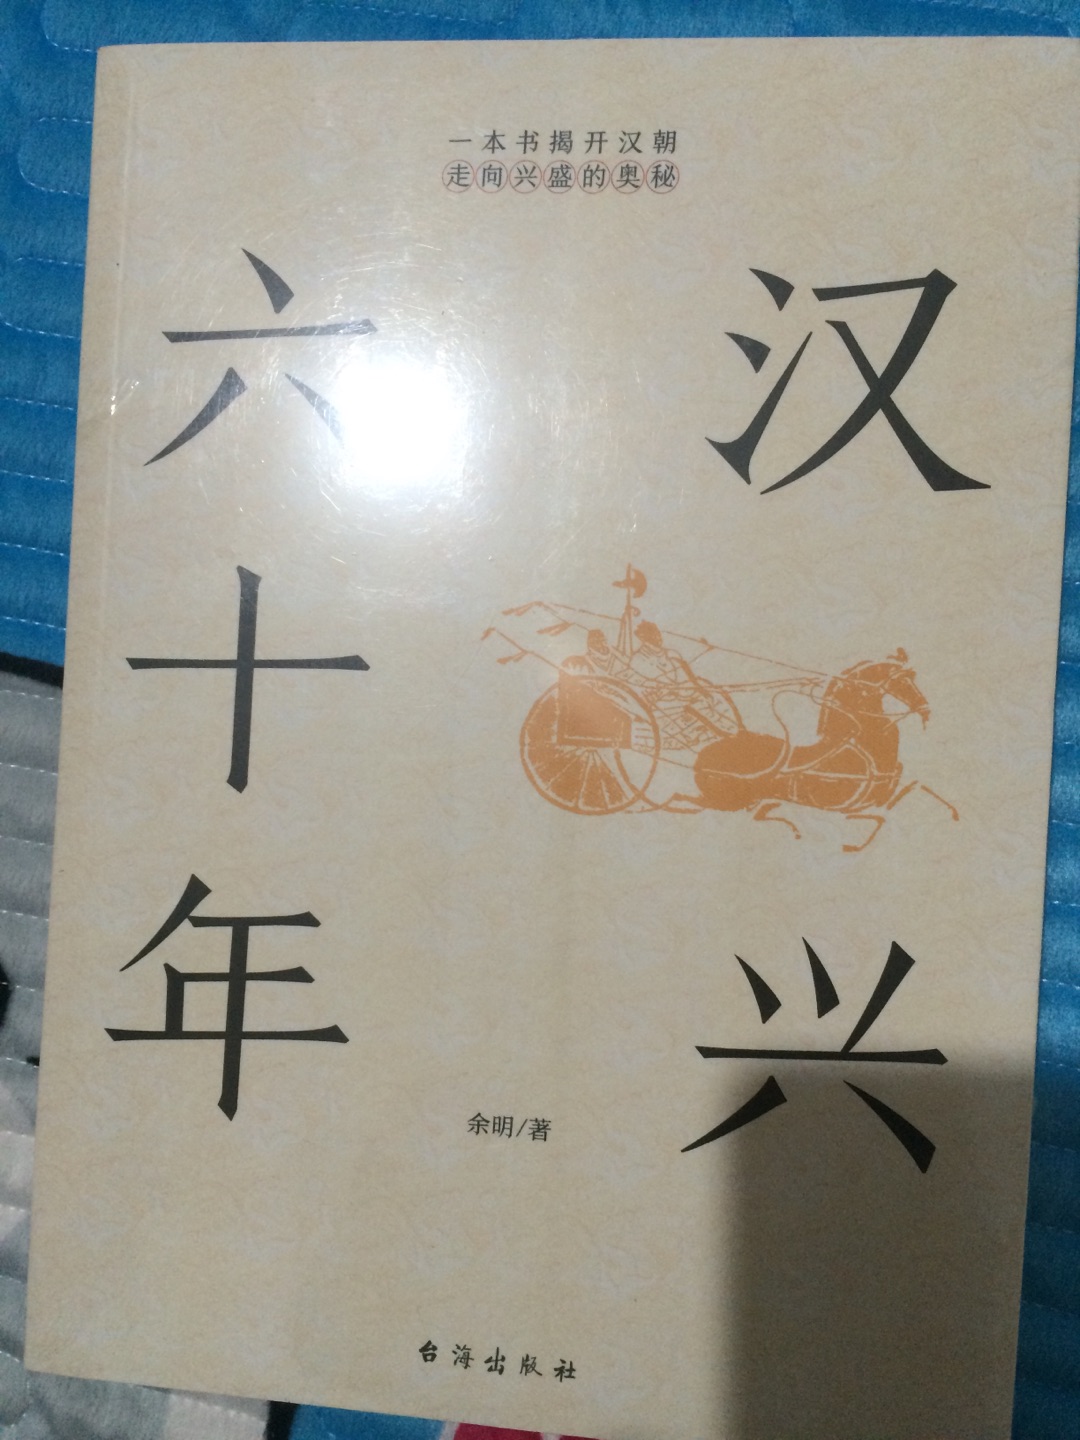 一本书揭开汉朝
走向兴盛的奥秘
汉兴
六十年
余明/著
台海出版社